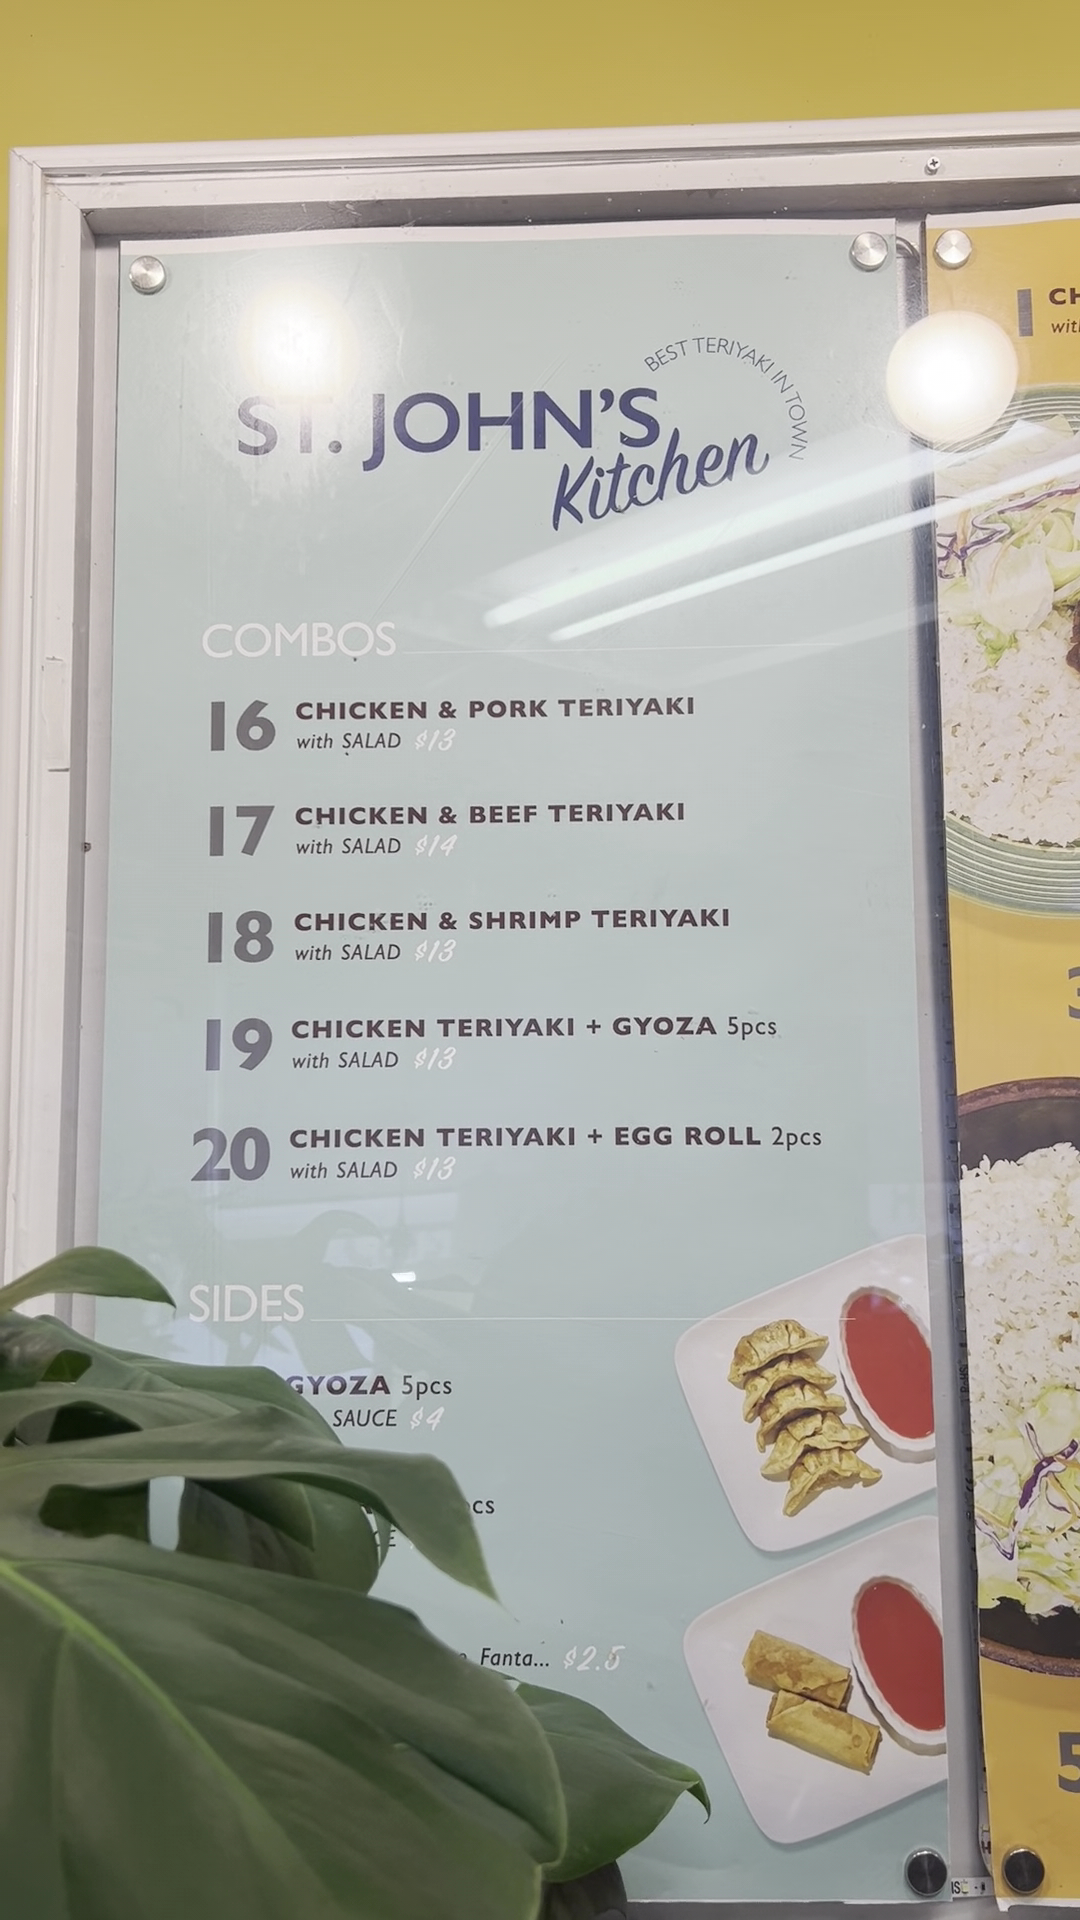 BEST TERIYAKI IN TOWN
ST. JOHN'S
Kitchen
COMBOS
16 CHICKEN & PORK TERIYAKI
with SALAD $13
17 CHICKEN & BEEF TERIYAKI
with SALAD $14
18 CHICKEN & SHRIMP TERIYAKI
with SALAD $13
19 CHICKEN TERIYAKI + GYOZA 5pcs
with SALAD $13
20 CHICKEN TERIYAKI + EGG ROLL 2pcs
with SALAD $13
SIDES
GYOZA 5pcs
SAUCE $4
Fanta... $2.5